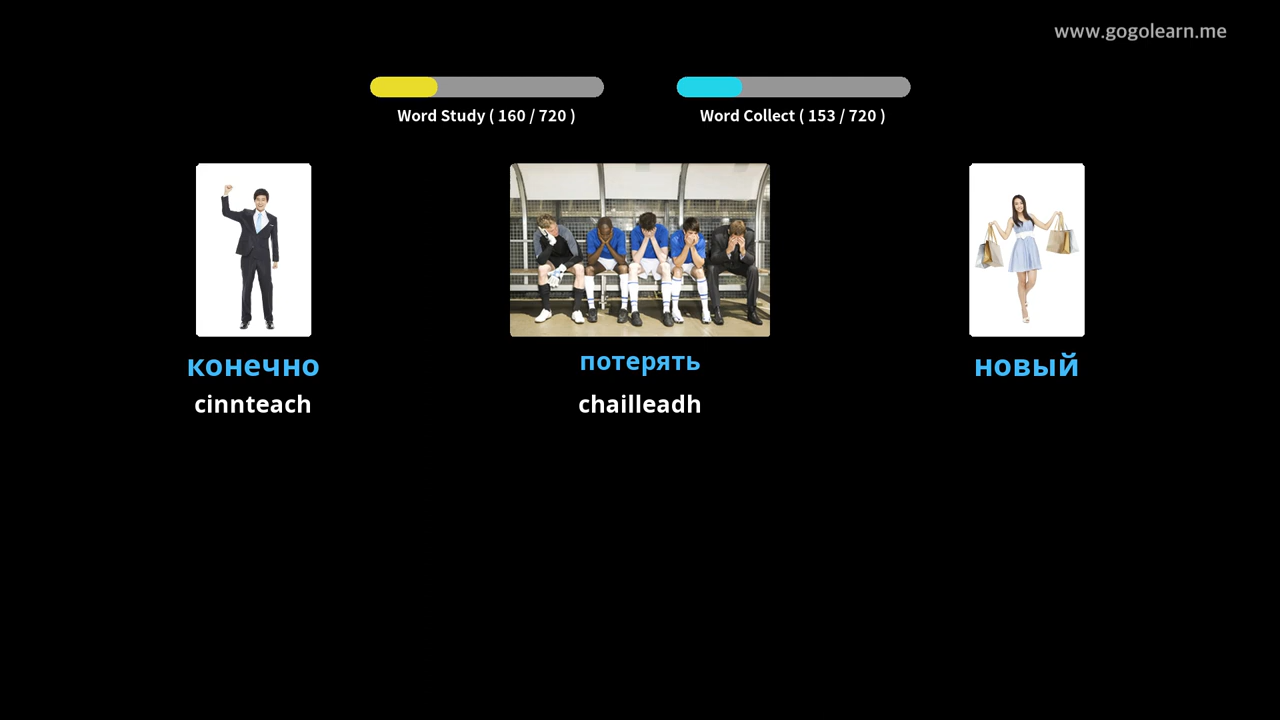 www.gogolearn.me
Word Study ( 160 / 720 )
Word Collect ( 153 / 720 )
конечно
cinnteach
потерять
chailleadh
новый